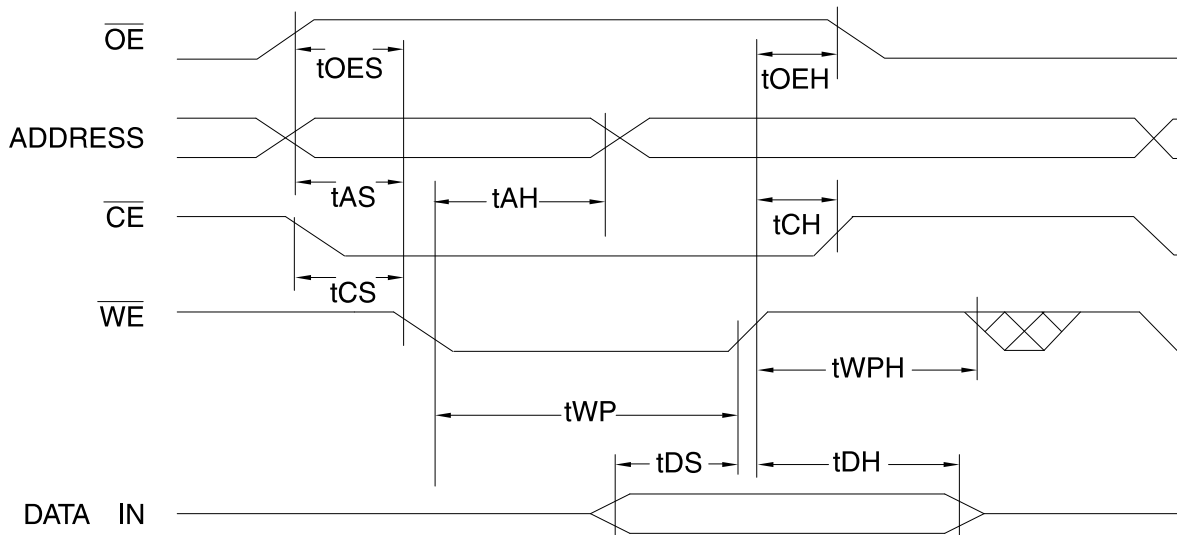 OE
tOES
tOEH
ADDRESS
tAS
tAH
tCH
CE
tCS
WE
tWPH
tWP
tDS
tDH
DATA IN